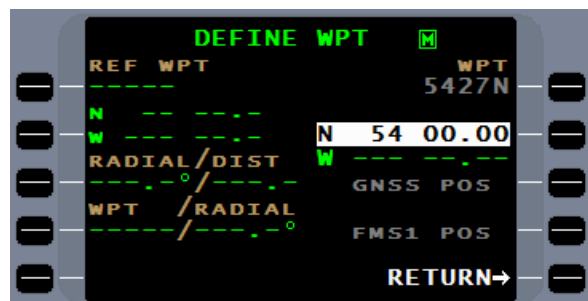 DEFINE WPT M
REF WPT WPT
----- 5427N
N -- --.-
W --- --.- N 54 00.00
RADIAL/DIST W --- --.--
---.-°/---.- GNSS POS
WPT /RADIAL
-----/---.-° FMS1 POS
RETURN→